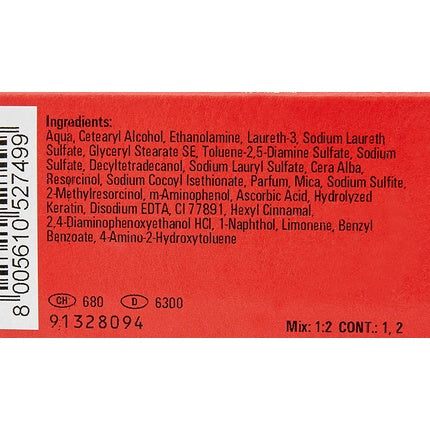 Ingredients:
Aqua, Cetearyl Alcohol, Ethanolamine, Laureth-3, Sodium Laureth
Sulfate, Glyceryl Stearate SE, Toluene-2,5-Diamine Sulfate, Sodium
Sulfate, Decyltetradecanol, Sodium Lauryl Sulfate, Cera Alba,
Resorcinol, Sodium Cocoyl Isethionate, Parfum, Mica, Sodium Sulfite,
2-Methylresorcinol, m-Aminophenol, Ascorbic Acid, Hydrolyzed
Keratin, Disodium EDTA, CI 77891, Hexyl Cinnamal,
2,4-Diaminophenoxyethanol HCl, 1-Naphthol, Limonene, Benzyl
Benzoate, 4-Amino-2-Hydroxytoluene
8 005610 527499
CH 680 D 6300
91328094
Mix: 1:2 CONT.: 1, 2